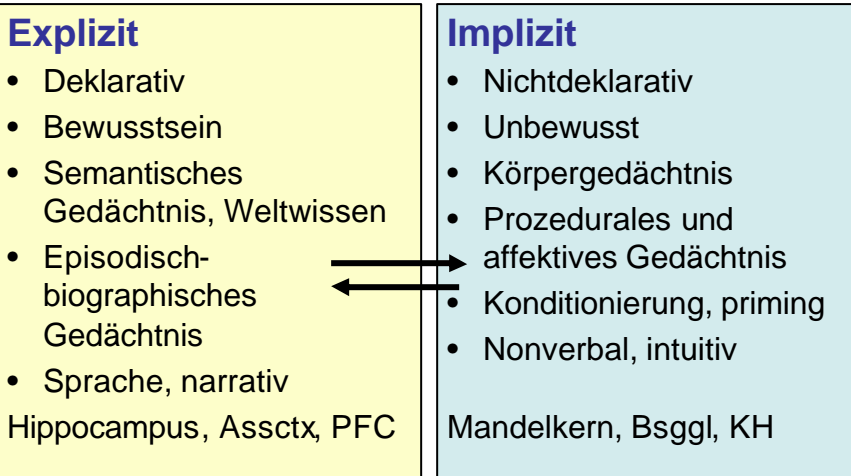 Explizit
• Deklarativ
• Bewusstsein
• Semantisches
Gedächtnis, Weltwissen
• Episodisch-
biographisches
Gedächtnis
• Sprache, narrativ
Hippocampus, Assctx, PFC
Implizit
• Nichtdeklarativ
• Unbewusst
• Körpergedächtnis
• Prozedurales und
affektives Gedächtnis
• Konditionierung, priming
• Nonverbal, intuitiv
Mandelkern, Bsggl, KH